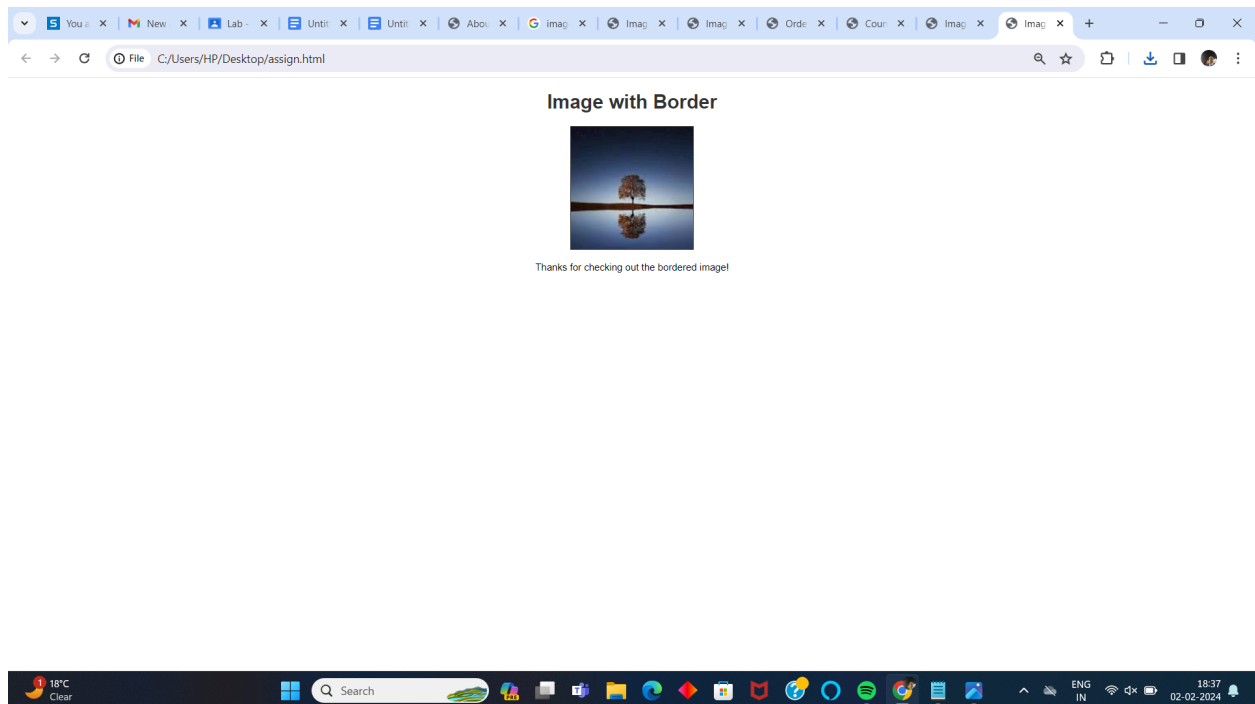 You a
New
Lab -
Untit
Untit
Abou
imag
Imag
Imag
Orde
Coun
Imag
Imag
File C:/Users/HP/Desktop/assign.html
Image with Border
Thanks for checking out the bordered image!
1
18°C
Clear
Search
PRE
ENG
IN
18:37
02-02-2024